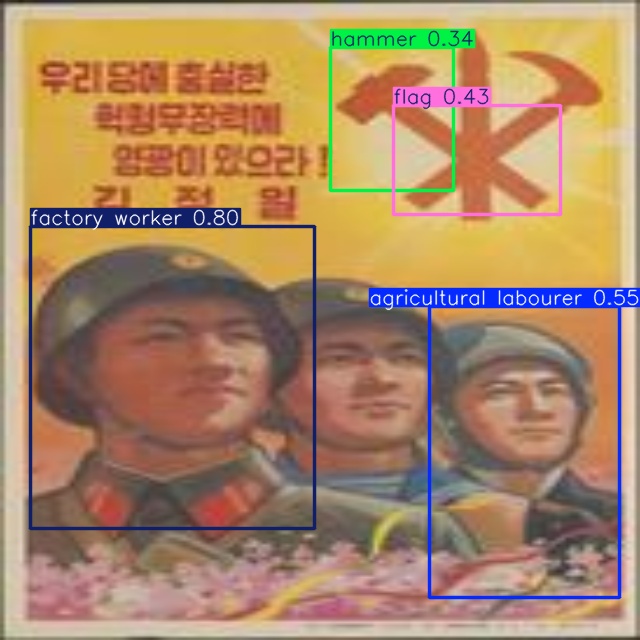 우리 당에 충실한
혁명무장력에
영광이 있으라!
김 정 일
hammer 0.34
flag 0.43
factory worker 0.80
agricultural labourer 0.55